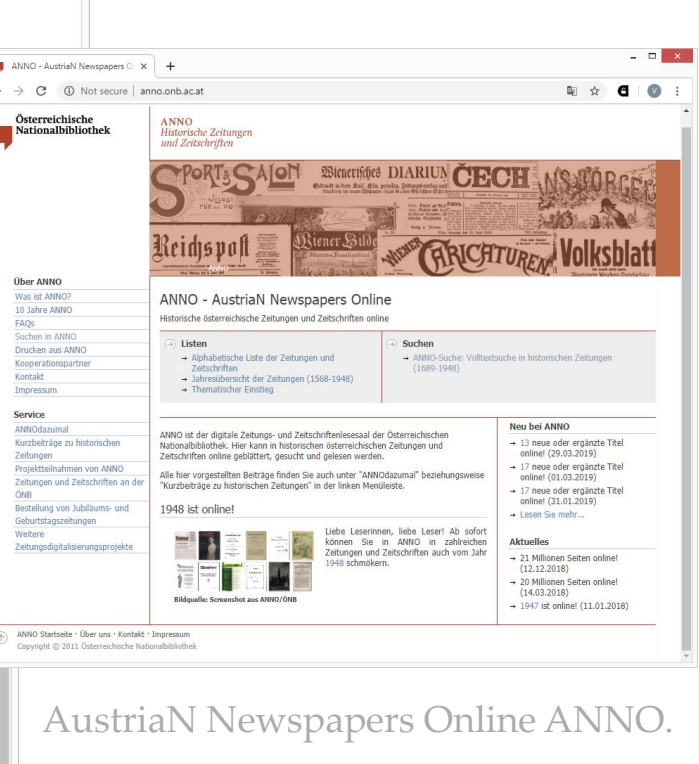 ANNO - AustriaN Newspapers O
Not secure | anno.onb.ac.at
V
Österreichische
Nationalbibliothek
ANNO
Historische Zeitungen
und Zeitschriften
SPORT & SALON
Wienerisches DIARIUM
ČECH
Reichspost
Wiener Bilde
WIENER CARICATUREN
Volksblatt
ANNO
Über ANNO
Was ist ANNO?
10 Jahre ANNO
FAQs
Suchen in ANNO
Drucken aus ANNO
Kooperationspartner
Kontakt
Impressum
Service
ANNOdazumal
Kurzbeiträge zu historischen
Zeitungen
Projektteilnahmen von ANNO
Zeitungen und Zeitschriften an der
ÖNB
Bestellung von Jubiläums- und
Geburtstagszeitungen
Weitere
Zeitungsdigitalisierungsprojekte
ANNO - AustriaN Newspapers Online
Historische österreichische Zeitungen und Zeitschriften online
Listen
→ Alphabetische Liste der Zeitungen und
Zeitschriften
→ Jahresübersicht der Zeitungen (1568-1948)
→ Thematischer Einstieg
Suchen
→ ANNO-Suche: Volltextsuche in historischen Zeitungen
(1689-1948)
ANNO ist der digitale Zeitungs- und Zeitschriftenlesesaal der Österreichischen
Nationalbibliothek. Hier kann in historischen österreichischen Zeitungen und
Zeitschriften online geblättert, gesucht und gelesen werden.
Alle hier vorgestellten Beiträge finden Sie auch unter "ANNOdazumal" beziehungsweise
"Kurzbeiträge zu historischen Zeitungen" in der linken Menüleiste.
1948 ist online!
Liebe Leserinnen, liebe Leser! Ab sofort
können Sie in ANNO in zahlreichen
Zeitungen und Zeitschriften auch vom Jahr
1948 schmökern.
Bildquelle: Screenshot aus ANNO/ÖNB
Neu bei ANNO
→ 13 neue oder ergänzte Titel
online! (29.03.2019)
→ 17 neue oder ergänzte Titel
online! (01.03.2019)
→ 17 neue oder ergänzte Titel
online! (31.01.2019)
→ Lesen Sie mehr...
Aktuelles
→ 21 Millionen Seiten online!
(12.12.2018)
→ 20 Millionen Seiten online!
(14.03.2018)
→ 1947 ist online! (11.01.2018)
ANNO Startseite · Über uns · Kontakt · Impressum
Copyright © 2011 Österreichische Nationalbibliothek
AustriaN Newspapers Online ANNO.